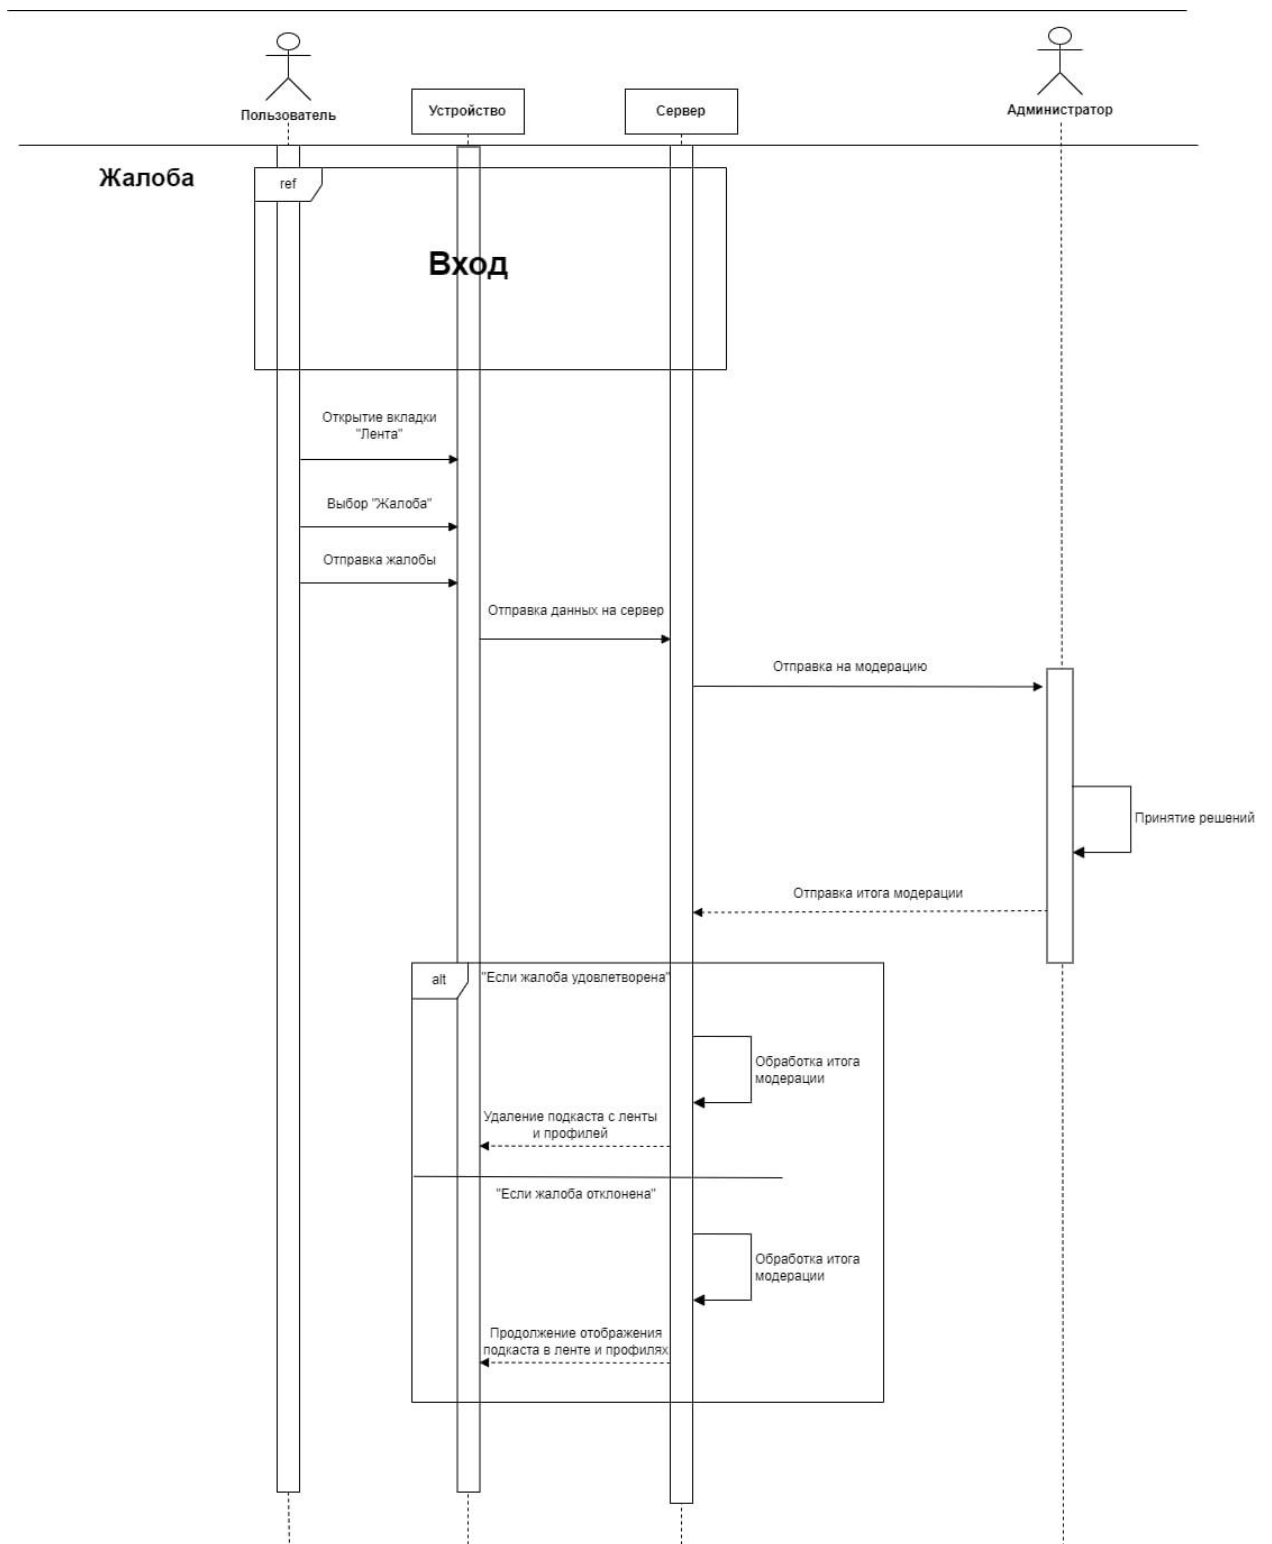 Пользователь
Устройство
Сервер
Администратор
Жалоба
ref
Вход
Открытие вкладки
"Лента"
Выбор "Жалоба"
Отправка жалобы
Отправка данных на сервер
Отправка на модерацию
Принятие решений
Отправка итога модерации
alt
"Если жалоба удовлетворена"
Обработка итога
модерации
Удаление подкаста с ленты
и профилей
"Если жалоба отклонена"
Обработка итога
модерации
Продолжение отображения
подкаста в ленте и профилях